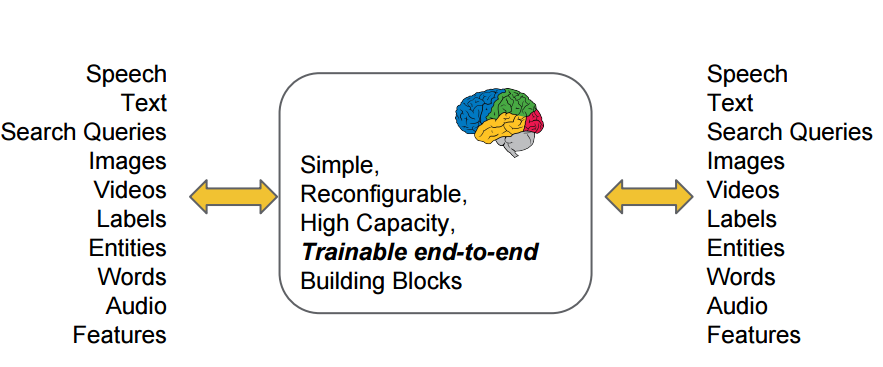 Speech
Text
Search Queries
Images
Videos
Labels
Entities
Words
Audio
Features
Simple,
Reconfigurable,
High Capacity,
Trainable end-to-end
Building Blocks
Speech
Text
Search Queries
Images
Videos
Labels
Entities
Words
Audio
Features